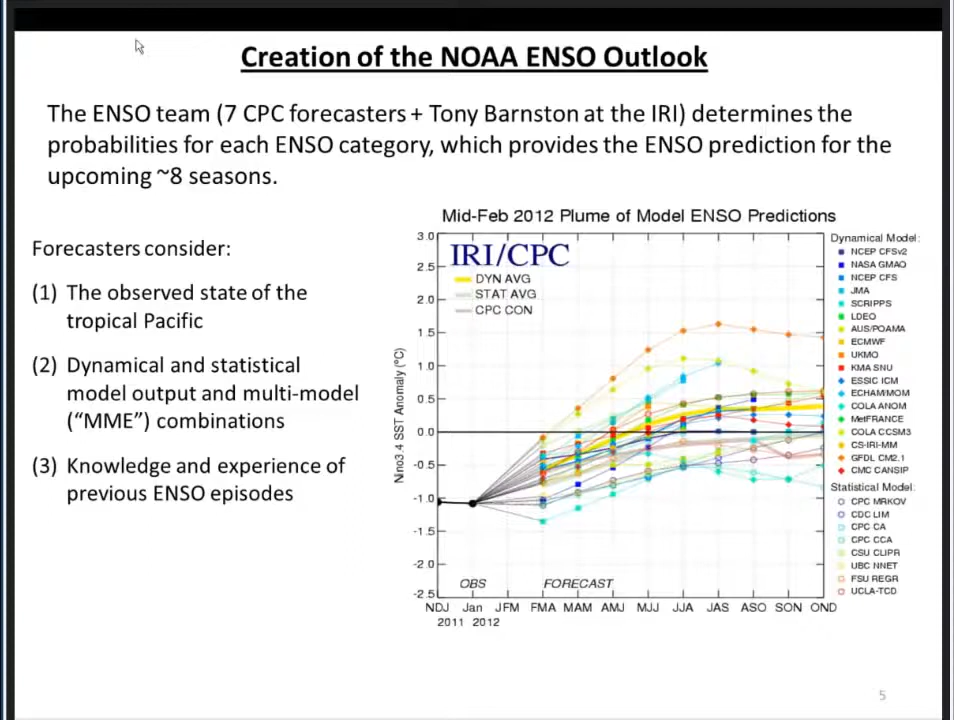 Creation of the NOAA ENSO Outlook
The ENSO team (7 CPC forecasters + Tony Barnston at the IRI) determines the
probabilities for each ENSO category, which provides the ENSO prediction for the
upcoming ~8 seasons.
Forecasters consider:
(1) The observed state of the
tropical Pacific
(2) Dynamical and statistical
model output and multi-model
("MME") combinations
(3) Knowledge and experience of
previous ENSO episodes
Mid-Feb 2012 Plume of Model ENSO Predictions
IRI/CPC
DYN AVG
STAT AVG
CPC CON
Nino3.4 SST Anomaly (°C)
3.0
2.5
2.0
1.5
1.0
0.5
0.0
-0.5
-1.0
-1.5
-2.0
-2.5
OBS FORECAST
NDJ Jan JFM FMA MAM AMJ MJJ JJA JAS ASO SON OND
2011 2012
Dynamical Model:
NCEP CFSv2
NASA GMAO
NCEP CFS
JMA
SCRIPPS
LDEO
AUS/POAMA
ECMWF
UKMO
KMA SNU
ESSIC ICM
ECHAM/MOM
COLA ANOM
MetFRANCE
COLA CCSM3
CS-IRI-MM
GFDL CM2.1
CMC CANSIP
Statistical Model:
CPC MRKOV
CDC LIM
CPC CA
CPC CCA
CSU CLIPR
UBC NNET
FSU REGR
UCLA-TCD
5